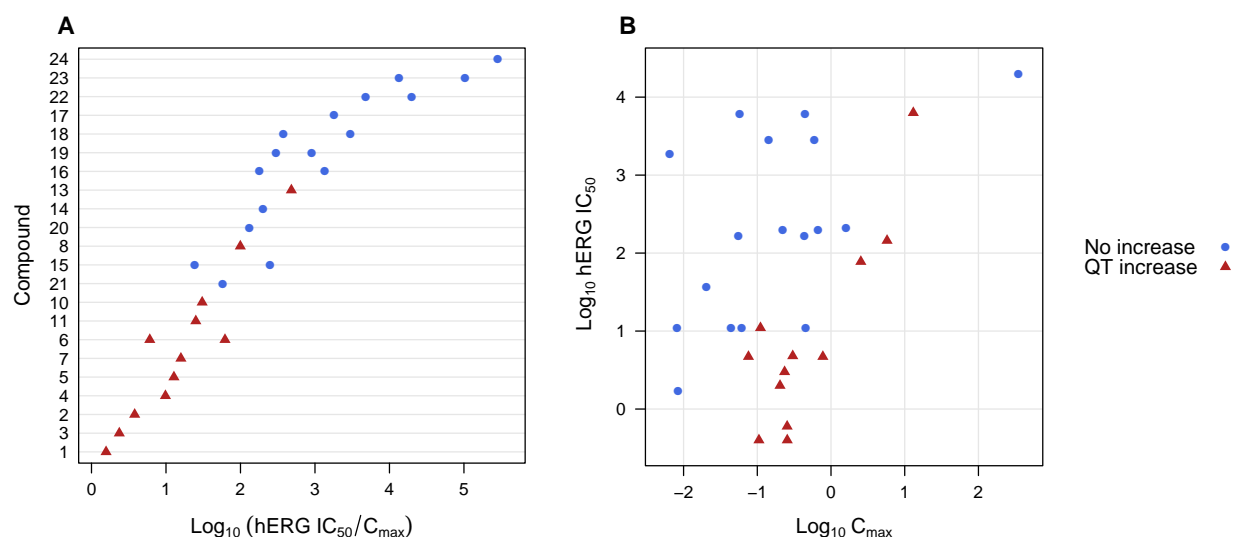 A
24
23
22
17
18
19
16
13
14
20
8
15
21
10
11
6
7
5
4
2
3
1
Compound
0 1 2 3 4 5
Log₁₀ (hERG IC₅₀/Cₘₐₓ)
B
4
3
2
1
0
Log₁₀ hERG IC₅₀
−2 −1 0 1 2
Log₁₀ Cₘₐₓ
No increase
QT increase